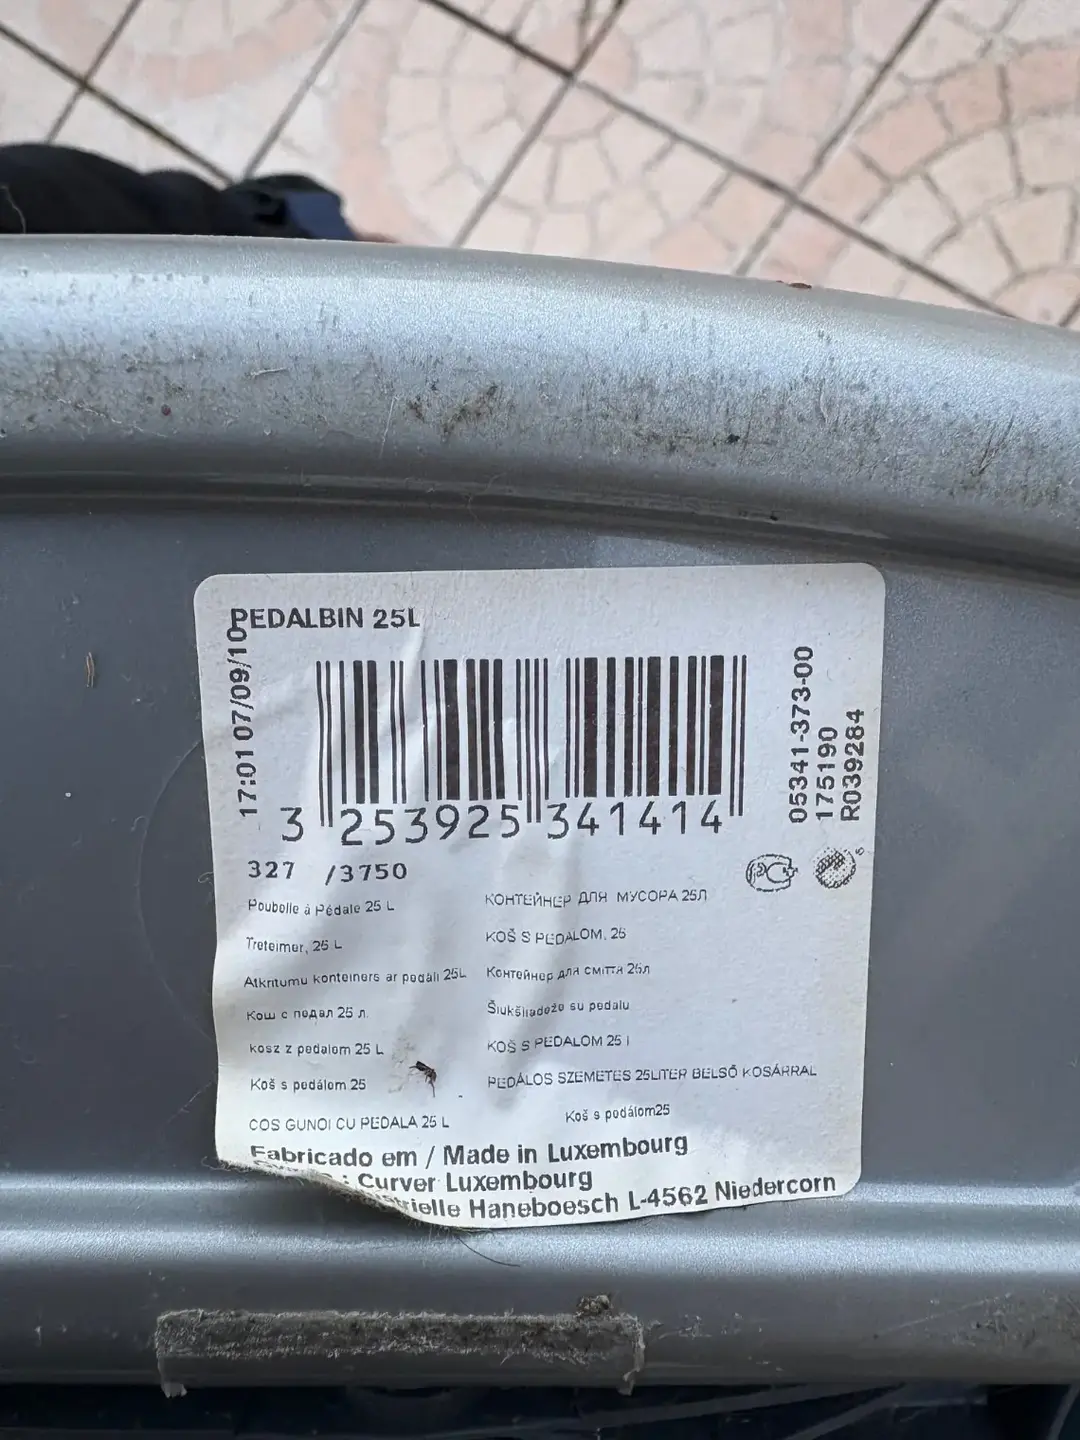 PEDALBIN 25L
17:01 07/09/10
3 253925 341414
05341-373-00
175190
R039284
327 /3750
Poubelle à Pédale 25 L
Treteimer, 25 L
Atkritumu konteiners ar pedāli 25L
Кош с педал 25 л.
kosz z pedalom 25 L
Koš s pedálom 25
COS GUNOI CU PEDALA 25 L
КОНТЕЙНЕР ДЛЯ МУСОРА 25Л
KOŠ S PEDALOM, 25
Контейнер для сміття 25л
Šiukšliadėžė su pedalu
KOŠ S PEDALOM 25 l
PEDÁLOS SZEMETES 25LITER BELSŐ KOSÁRRAL
Koš s pedálom25
Fabricado em / Made in Luxembourg
: Curver Luxembourg
Haneboesch L-4562 Niedercorn